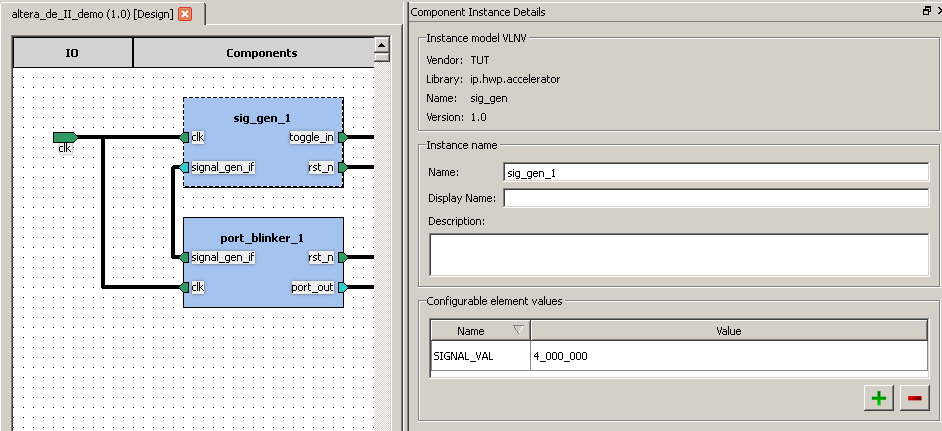 altera_de_II_demo (1.0) [Design]
IO Components
sig_gen_1
clk toggle_in
signal_gen_if rst_n
clk
port_blinker_1
signal_gen_if rst_n
clk port_out
Component Instance Details
Instance model VLNV
Vendor: TUT
Library: ip.hwp.accelerator
Name: sig_gen
Version: 1.0
Instance name
Name: sig_gen_1
Display Name:
Description:
Configurable element values
Name Value
SIGNAL_VAL 4_000_000